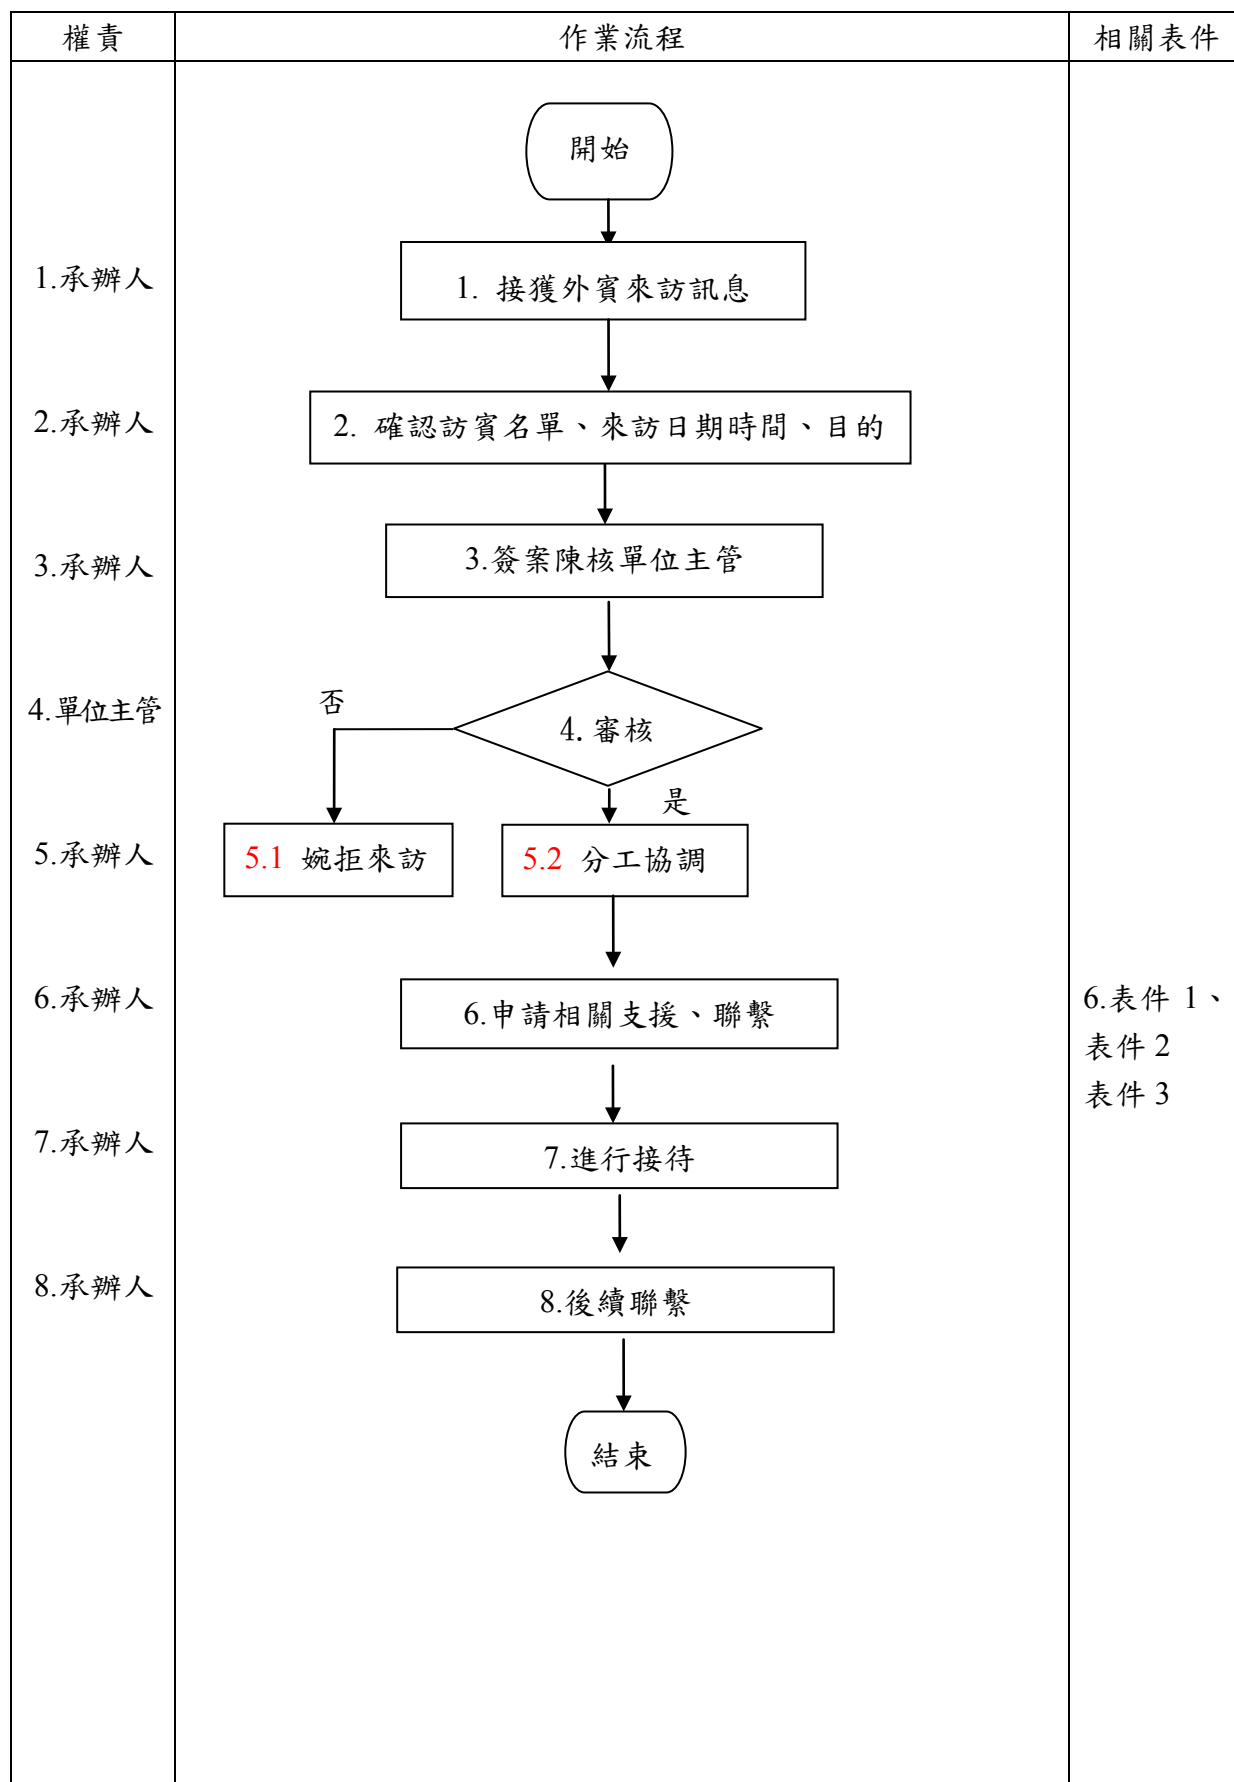 權責 作業流程 相關表件
開始
1.承辦人 1. 接獲外賓來訪訊息
2.承辦人 2. 確認訪賓名單、來訪日期時間、目的
3.承辦人 3.簽案陳核單位主管
否
4.單位主管 4.審核
是
5.承辦人 5.1 婉拒來訪 5.2 分工協調
6.承辦人 6.申請相關支援、聯繫 6.表件 1、
表件 2
表件 3
7.承辦人 7.進行接待
8.承辦人 8.後續聯繫
結束